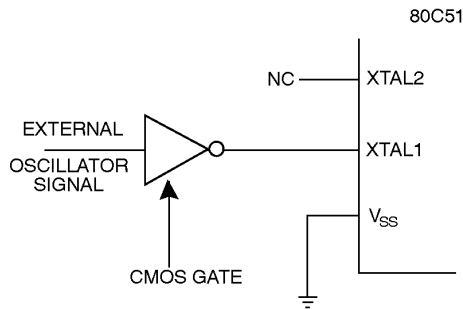 80C51
NC
XTAL2
EXTERNAL
OSCILLATOR
SIGNAL
XTAL1
VSS
CMOS GATE